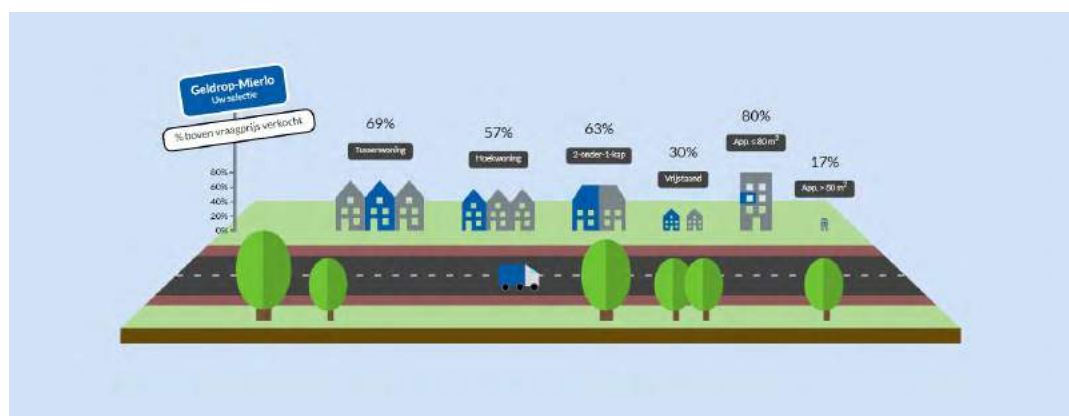 Geldrop-Mierlo
Uw selectie
% boven vraagprijs verkocht
80%
60%
40%
20%
0%
69%
Tussenwoning
57%
Hoekwoning
63%
2-onder-1-kap
30%
Vrijstaand
80%
App. ≤ 80 m²
17%
App. > 80 m²